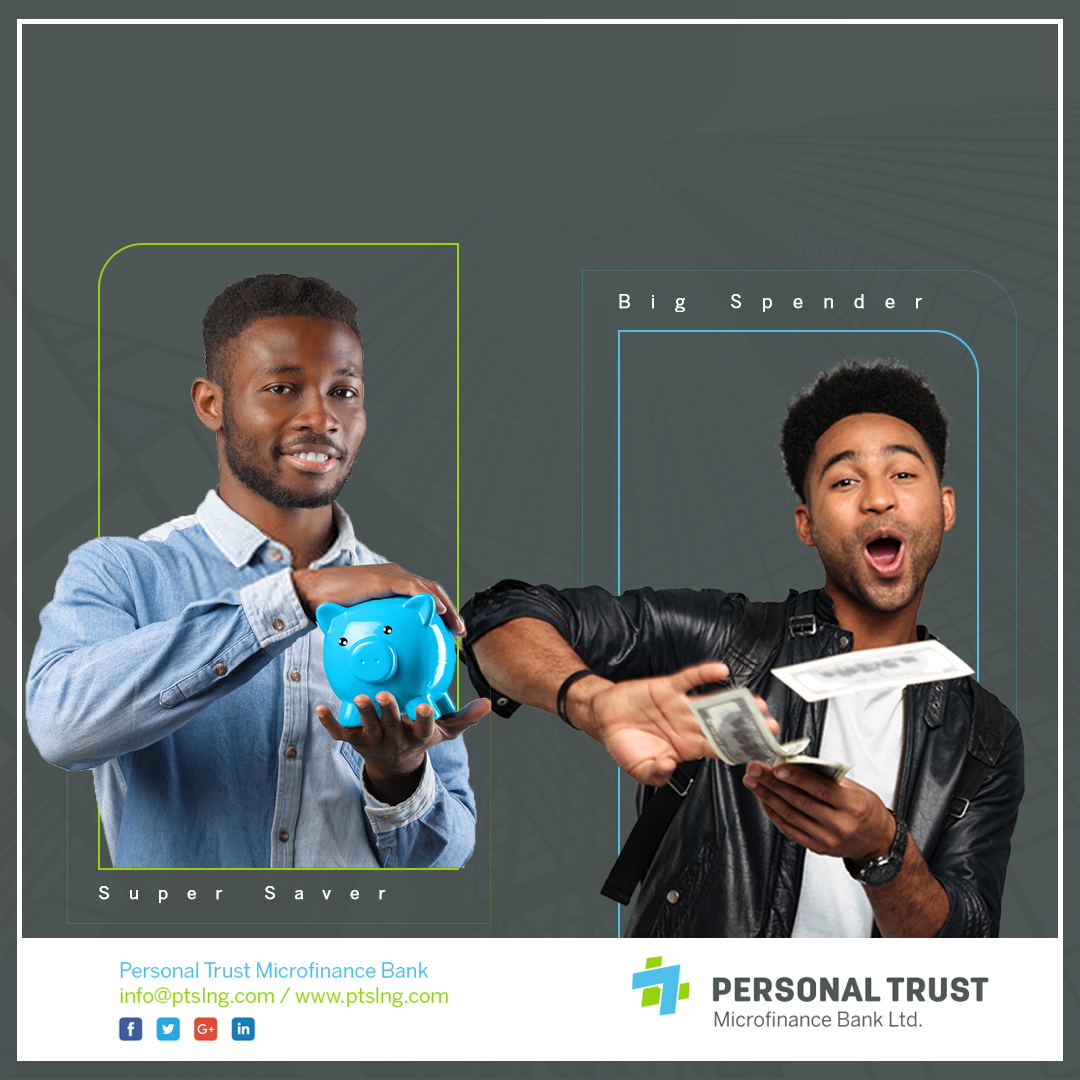 Big Spender
Super Saver
Personal Trust Microfinance Bank
info@ptslng.com / www.ptslng.com
f G+ in
PERSONAL TRUST
Microfinance Bank Ltd.